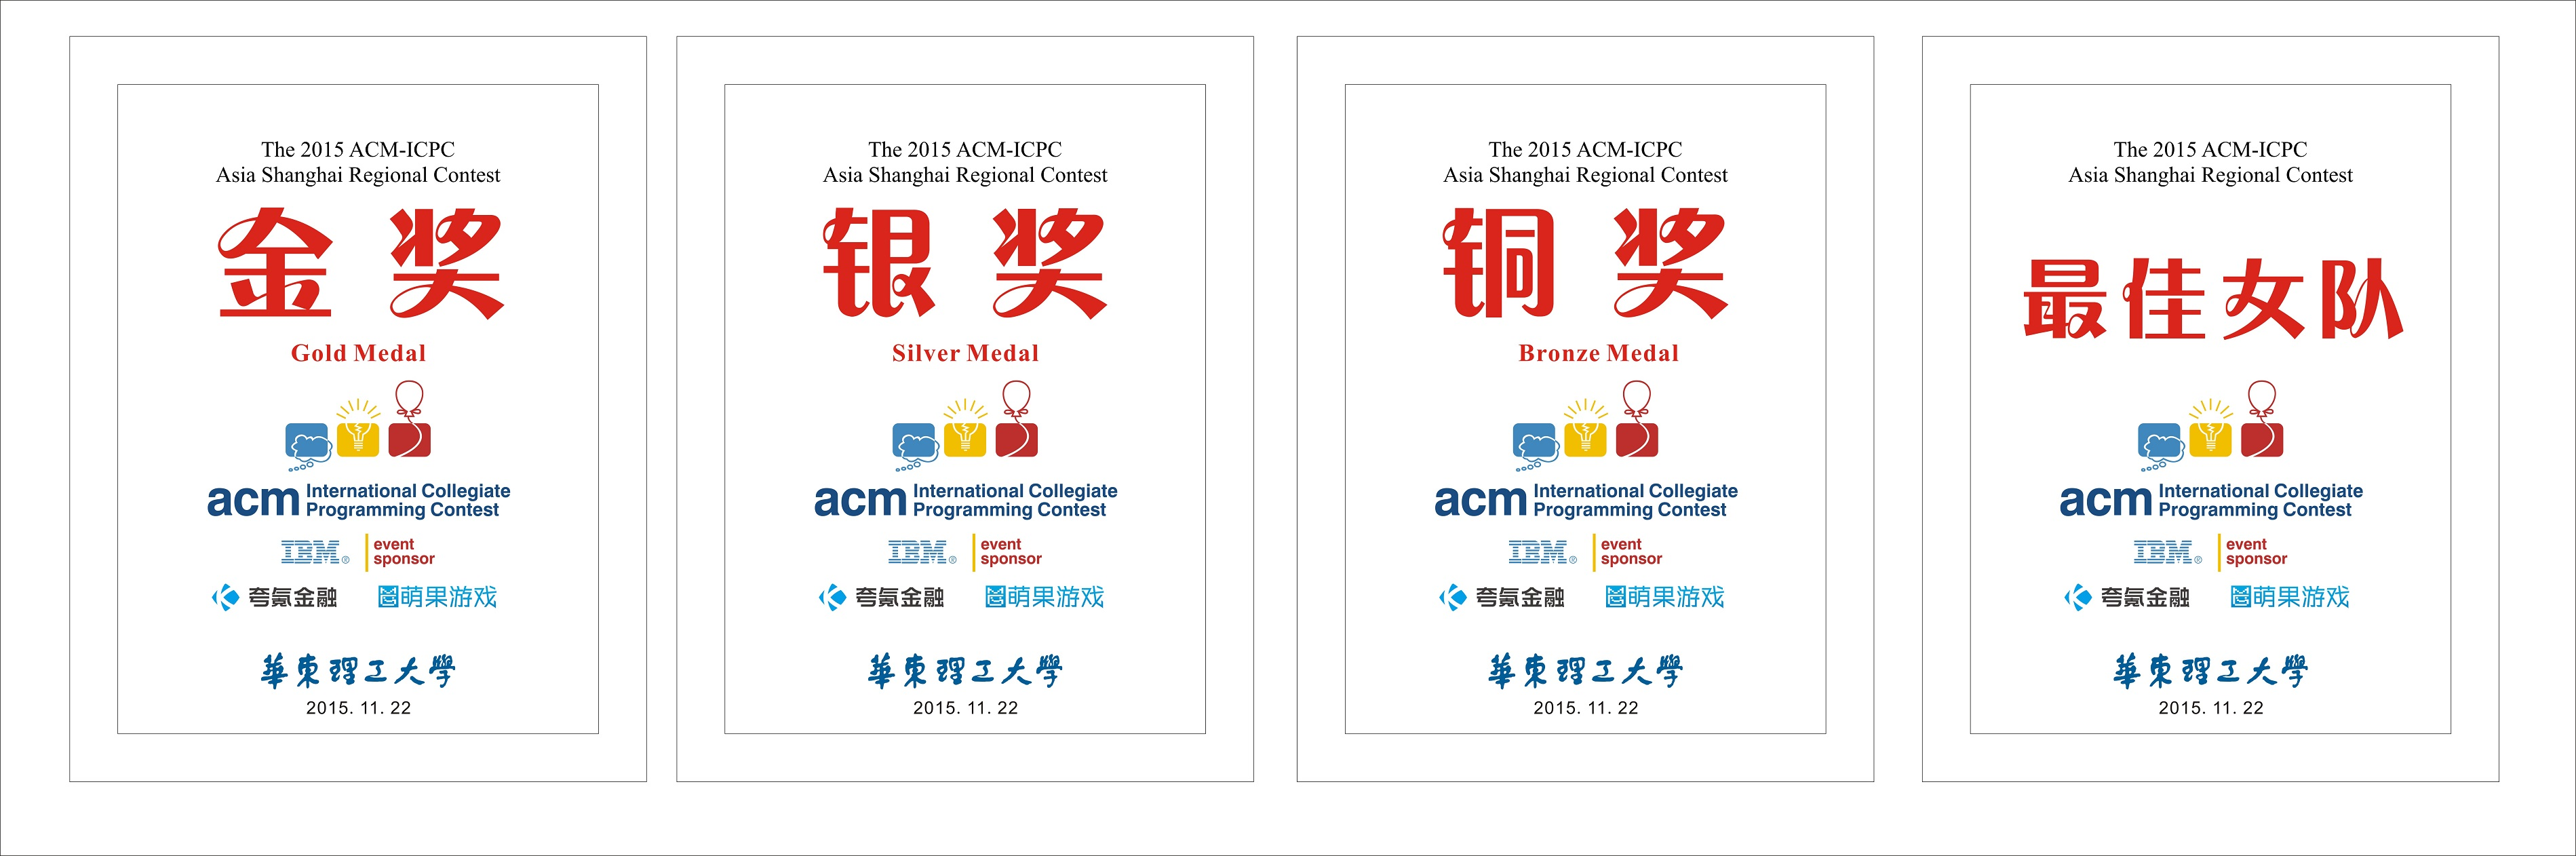 The 2015 ACM-ICPC
Asia Shanghai Regional Contest
金奖
Gold Medal
acm International Collegiate
Programming Contest
IBM® event
sponsor
夸氪金融 萌果游戏
華東理工大學
2015. 11. 22
The 2015 ACM-ICPC
Asia Shanghai Regional Contest
银奖
Silver Medal
acm International Collegiate
Programming Contest
IBM® event
sponsor
夸氪金融 萌果游戏
華東理工大學
2015. 11. 22
The 2015 ACM-ICPC
Asia Shanghai Regional Contest
铜奖
Bronze Medal
acm International Collegiate
Programming Contest
IBM® event
sponsor
夸氪金融 萌果游戏
華東理工大學
2015. 11. 22
The 2015 ACM-ICPC
Asia Shanghai Regional Contest
最佳女队
acm International Collegiate
Programming Contest
IBM® event
sponsor
夸氪金融 萌果游戏
華東理工大學
2015. 11. 22